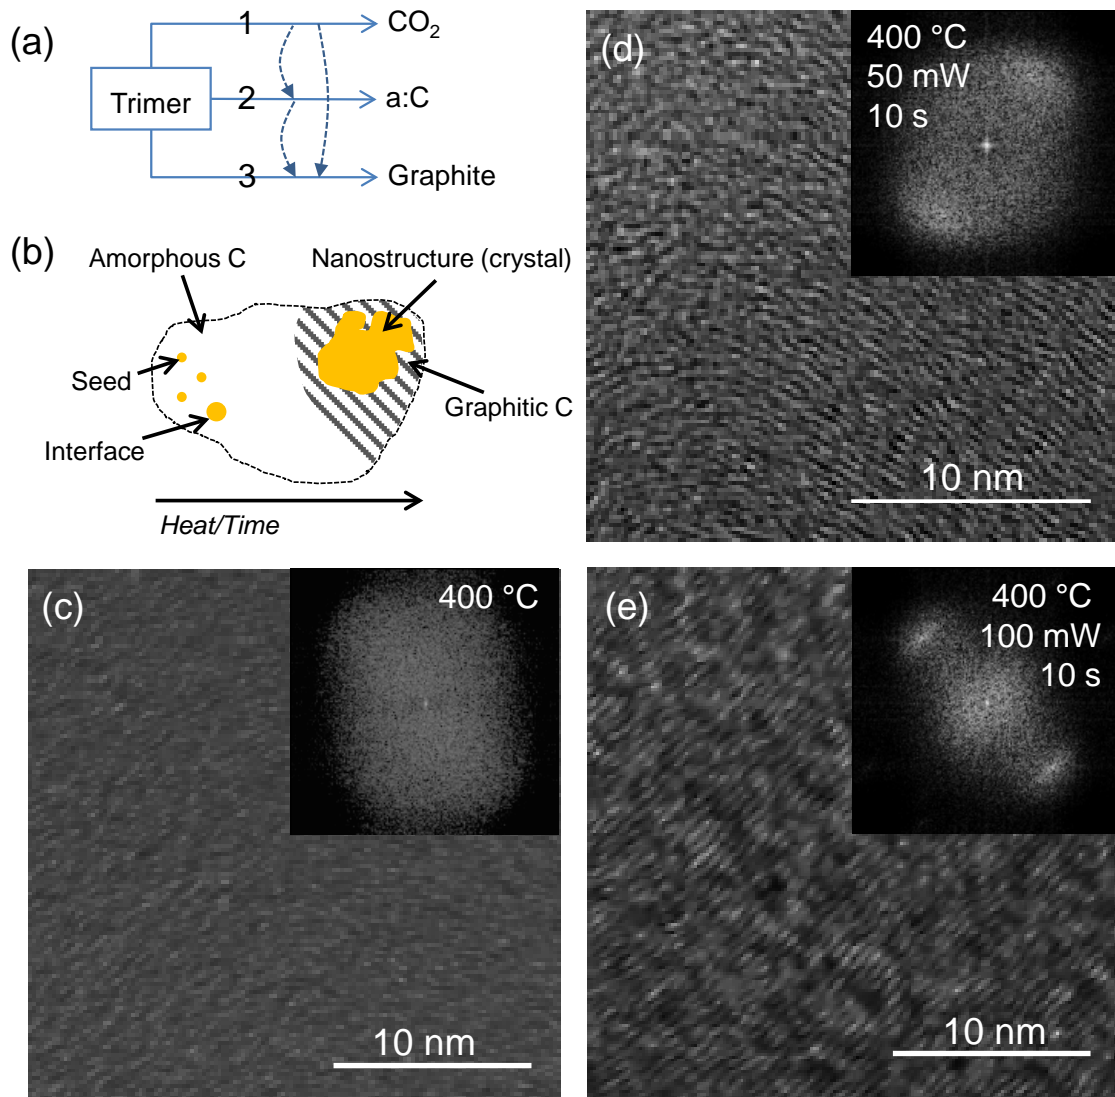 (a)
1
CO₂
Trimer
2
a:C
3
Graphite
(b)
Amorphous C
Nanostructure (crystal)
Seed
Graphitic C
Interface
Heat/Time
(c)
400 °C
10 nm
(d)
400 °C
50 mW
10 s
10 nm
(e)
400 °C
100 mW
10 s
10 nm